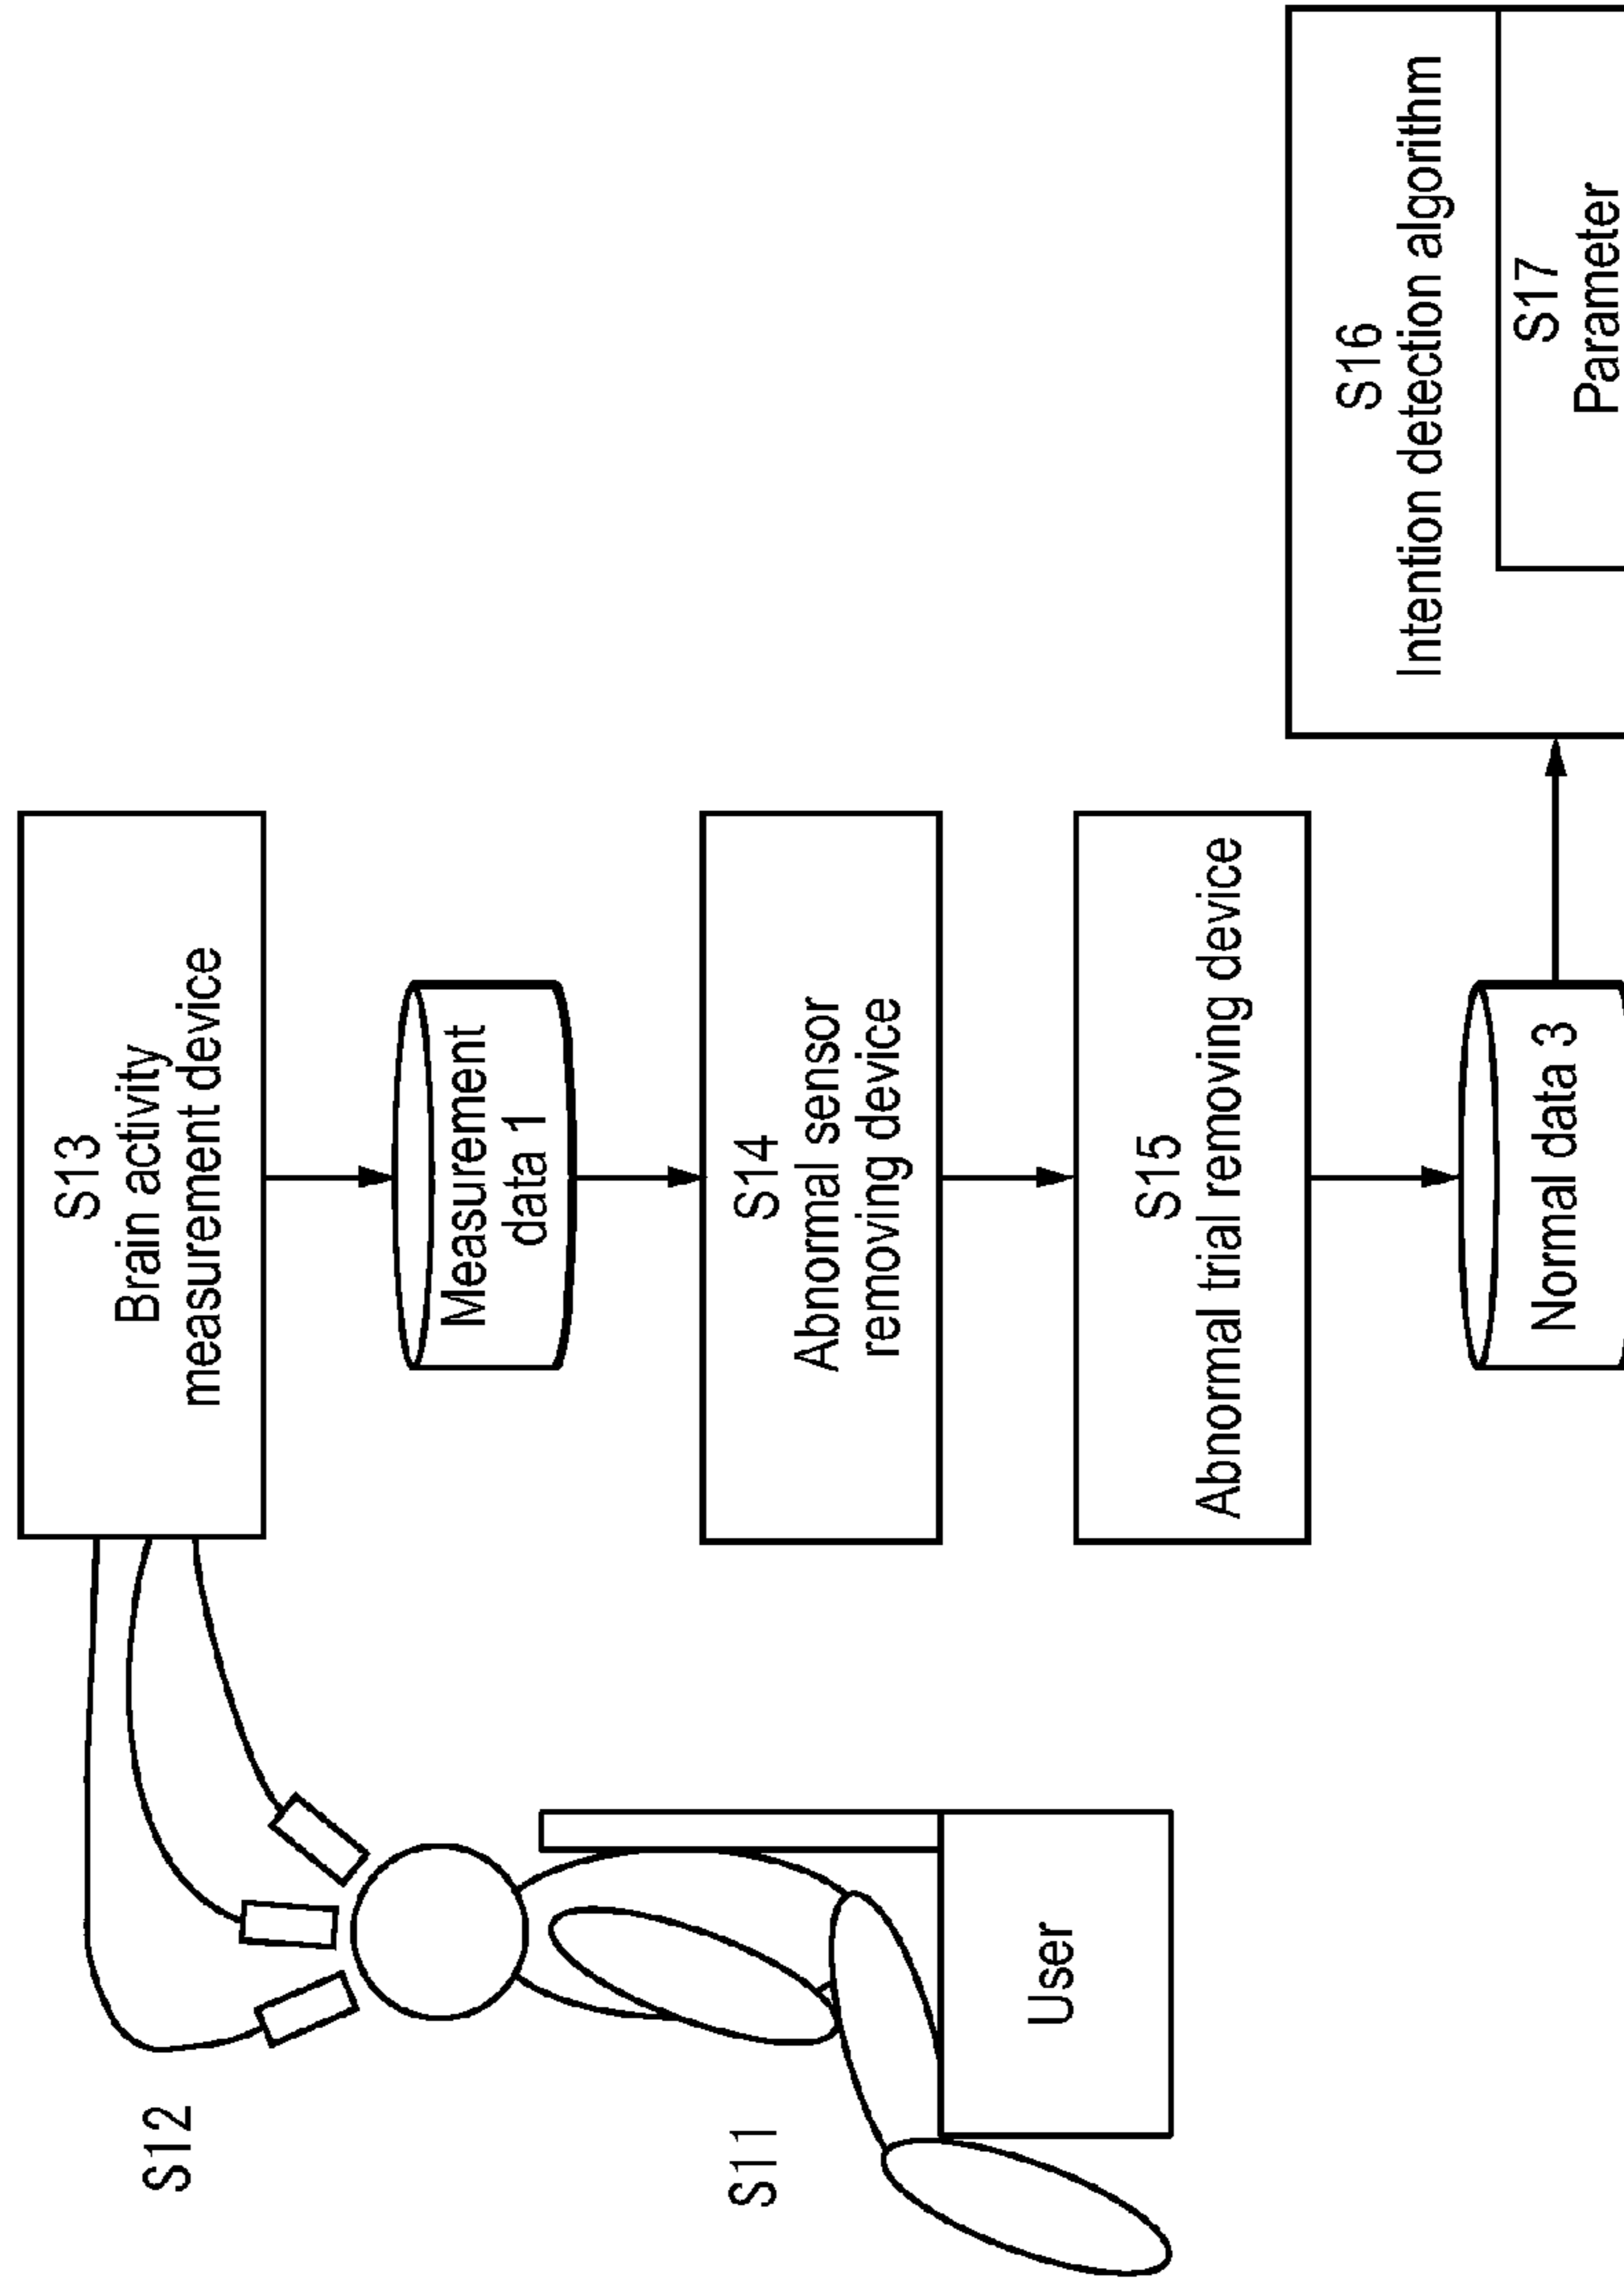 S12
S11
User
S13
Brain activity
measurement device
Measurement
data 1
S14
Abnormal sensor
removing device
S15
Abnormal trial removing device
Normal data 3
S16
Intention detection algorithm
S17
Parameter